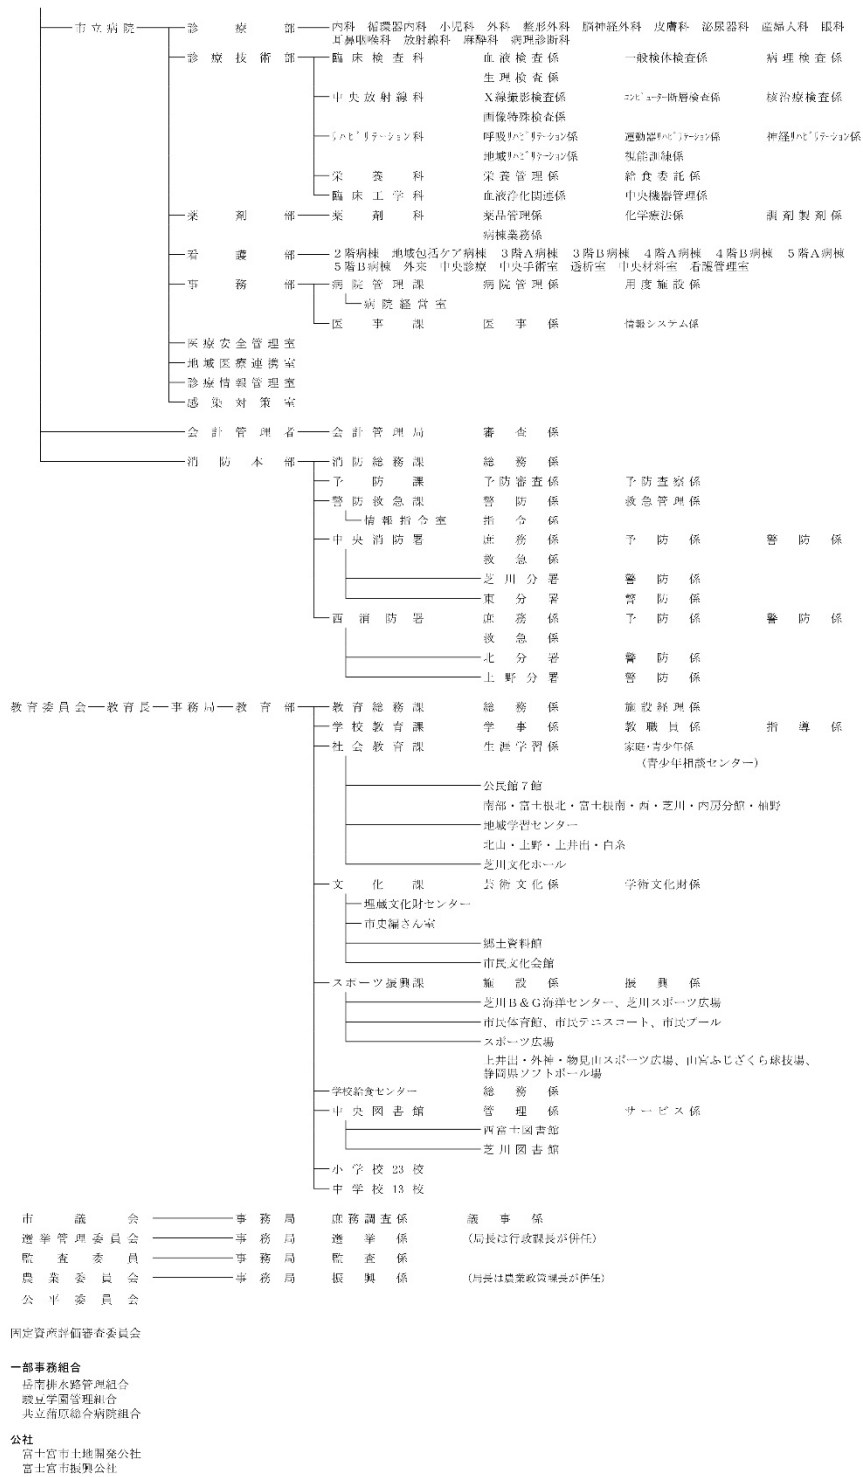 市立病院 診療部 内科 循環器内科 小児科 外科 整形外科 脳神経外科 皮膚科 泌尿器科 産婦人科 眼科
耳鼻咽喉科 放射線科 麻酔科 病理診断科
診療技術部 臨床検査科 血液検査係 一般検体検査係 病理検査係
生理検査係
中央放射線科 X線撮影検査係 コンピューター断層検査係 核治療検査係
画像特殊検査係
リハビリテーション科 呼吸リハビリテーション係 運動器リハビリテーション係 神経リハビリテーション係
地域リハビリテーション係 視能訓練係
栄養科 栄養管理係 給食委託係
臨床工学科 血液浄化関連係 中央機器管理係
薬剤部 薬剤科 薬品管理係 化学療法係 調剤製剤係
病棟業務係
看護部 2階病棟 地域包括ケア病棟 3階A病棟 3階B病棟 4階A病棟 4階B病棟 5階A病棟
5階B病棟 外来 中央診療 中央手術室 透析室 中央材料室 看護管理室
事務部 病院管理課 病院管理係 用度施設係
病院経営室
医事課 医事係 情報システム係
医療安全管理室
地域医療連携室
診療情報管理室
感染対策室
会計管理者 会計管理局 審査係
消防本部 消防総務課 総務係
予防課 予防審査係 予防査察係
警防救急課 警防係 救急管理係
情報指令室 指令係
中央消防署 庶務係 予防係 警防係
救急係
芝川分署 警防係
東分署 警防係
西消防署 庶務係 予防係 警防係
救急係
北分署 警防係
上野分署 警防係
教育委員会 教育長 事務局 教育部 教育総務課 総務係 施設経理係
学校教育課 学事係 教職員係 指導係
社会教育課 生涯学習係 家庭・青少年係
(青少年相談センター)
公民館7館
南部・富士根北・富士根南・西・芝川・内房分館・柚野
地域学習センター
北山・上野・上井出・白糸
芝川文化ホール
文化課 芸術文化係 学術文化財係
埋蔵文化財センター
市史編さん室
郷土資料館
市民文化会館
スポーツ振興課 施設係 振興係
芝川B&G海洋センター、芝川スポーツ広場
市民体育館、市民テニスコート、市民プール
スポーツ広場
上井出・外神・物見山スポーツ広場、山宮ふじざくら球技場、
静岡県ソフトボール場
学校給食センター 総務係
中央図書館 管理係 サービス係
西富士図書館
芝川図書館
小学校23校
中学校13校
市議会 事務局 庶務調査係 議事係
選挙管理委員会 事務局 選挙係 (局長は行政課長が併任)
監査委員 事務局 監査係
農業委員会 事務局 振興係 (局長は農業政策課長が併任)
公平委員会
固定資産評価審査委員会
一部事務組合
岳南排水路管理組合
駿豆学園管理組合
共立蒲原総合病院組合
公社
富士宮市土地開発公社
富士宮市振興公社